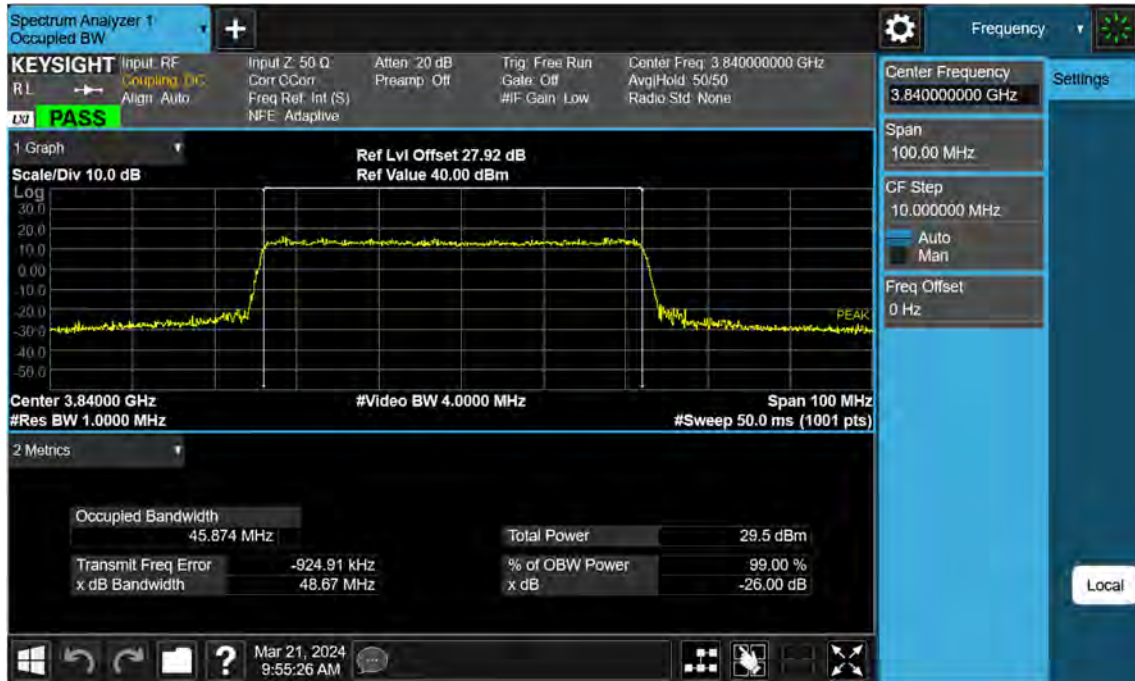 Spectrum Analyzer 1
Occupied BW
+
Frequency
KEYSIGHT
RL
LXI
PASS
Input: RF
Coupling: DC
Align: Auto
Input Z: 50 Ω
Corr CCorr
Freq Ref: Int (S)
NFE: Adaptive
Atten: 20 dB
Preamp: Off
Trig: Free Run
Gate: Off
#IF Gain: Low
Center Freq: 3.840000000 GHz
Avg|Hold: 50/50
Radio Std: None
Center Frequency
3.840000000 GHz
Settings
Span
100.00 MHz
CF Step
10.000000 MHz
Auto
Man
Freq Offset
0 Hz
Local
1 Graph
Scale/Div 10.0 dB
Ref Lvl Offset 27.92 dB
Ref Value 40.00 dBm
Log
30.0
20.0
10.0
0.00
-10.0
-20.0
-30.0
-40.0
-50.0
PEAK
Center 3.84000 GHz
#Video BW 4.0000 MHz
Span 100 MHz
#Res BW 1.0000 MHz
#Sweep 50.0 ms (1001 pts)
2 Metrics
Occupied Bandwidth
45.874 MHz
Total Power 29.5 dBm
Transmit Freq Error -924.91 kHz
% of OBW Power 99.00 %
x dB Bandwidth 48.67 MHz
x dB -26.00 dB
?
Mar 21, 2024
9:55:26 AM